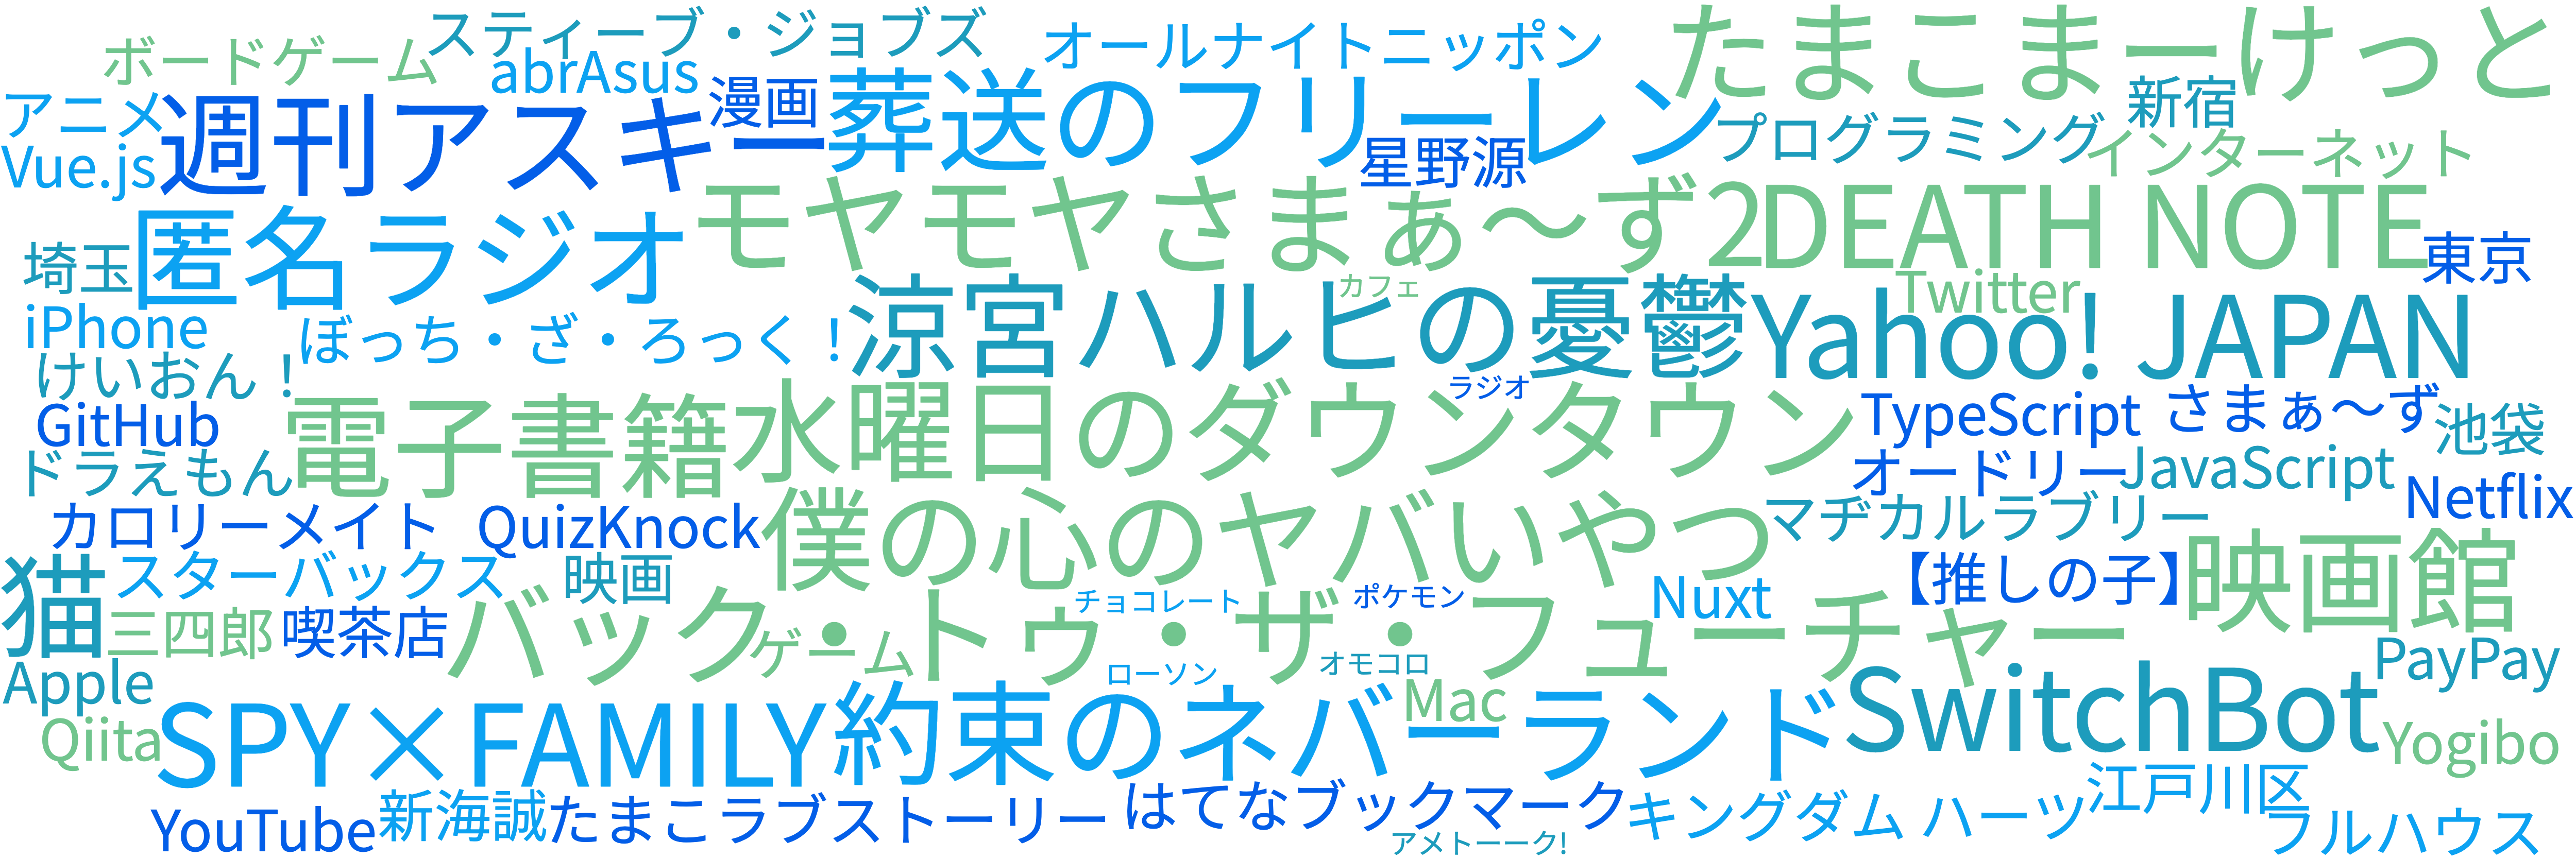 スティーブ・ジョブズ
オールナイトニッポン
たまこまーけっと
ボードゲーム
abrAsus
漫画
葬送のフリーレン
新宿
アニメ
週刊アスキー
星野源
プログラミング
インターネット
Vue.js
モヤモヤさまぁ〜ず2
DEATH NOTE
匿名ラジオ
埼玉
東京
iPhone
ぼっち・ざ・ろっく!
涼宮ハルヒの憂鬱
カフェ
Twitter
Yahoo! JAPAN
けいおん!
GitHub
電子書籍
水曜日のダウンタウン
ラジオ
TypeScript
さまぁ〜ず
池袋
ドラえもん
オードリー
JavaScript
Netflix
カロリーメイト
QuizKnock
僕の心のヤバいやつ
マヂカルラブリー
猫
スターバックス
映画
【推しの子】
映画館
三四郎
喫茶店
バック・トゥ・ザ・フューチャー
チョコレート
ポケモン
Nuxt
ゲーム
オモコロ
PayPay
Apple
ローソン
Mac
SwitchBot
Qiita
SPY×FAMILY
約束のネバーランド
Yogibo
YouTube
新海誠
たまこラブストーリー
はてなブックマーク
キングダム ハーツ
江戸川区
フルハウス
アメトーーク!